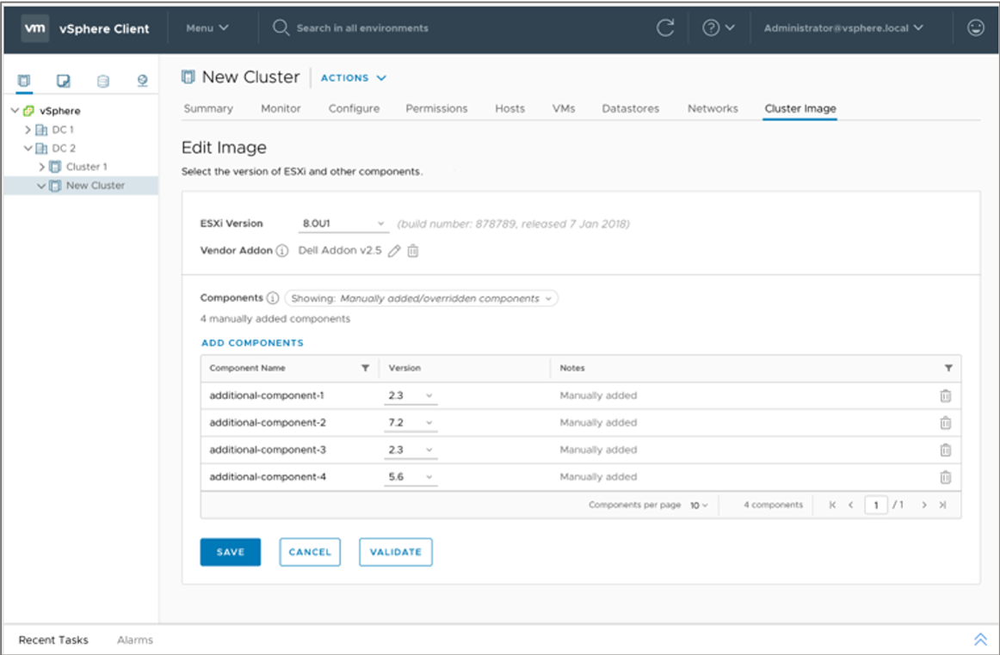 vm vSphere Client Menu Search in all environments Administrator@vsphere.local
New Cluster ACTIONS
Summary Monitor Configure Permissions Hosts VMs Datastores Networks Cluster Image
vSphere
DC 1
DC 2
Cluster 1
New Cluster
Edit Image
Select the version of ESXi and other components.
ESXi Version 8.0U1 (build number: 878789, released 7 Jan 2018)
Vendor Addon Dell Addon v2.5
Components Showing: Manually added/overridden components
4 manually added components
ADD COMPONENTS
Component Name Version Notes
additional-component-1 2.3 Manually added
additional-component-2 7.2 Manually added
additional-component-3 2.3 Manually added
additional-component-4 5.6 Manually added
Components per page 10 4 components 1 / 1
SAVE CANCEL VALIDATE
Recent Tasks Alarms